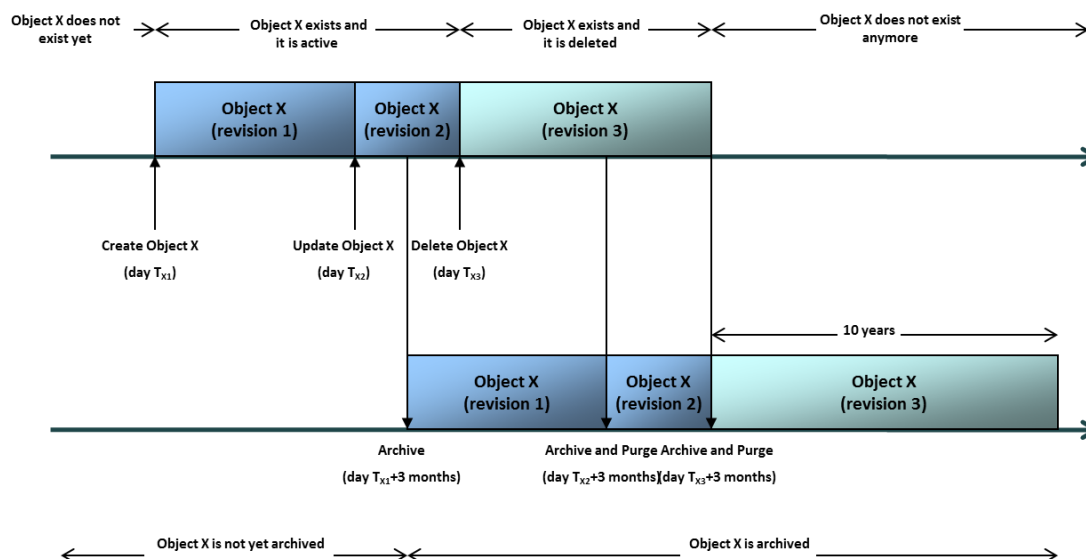 Object X does not
exist yet
Object X exists and
it is active
Object X exists and
it is deleted
Object X does not exist
anymore
Object X
(revision 1)
Object X
(revision 2)
Object X
(revision 3)
Create Object X
(day TX1)
Update Object X
(day TX2)
Delete Object X
(day TX3)
10 years
Object X
(revision 1)
Object X
(revision 2)
Object X
(revision 3)
Archive
(day TX1+3 months)
Archive and Purge
(day TX2+3 months)
Archive and Purge
(day TX3+3 months)
Object X is not yet archived
Object X is archived